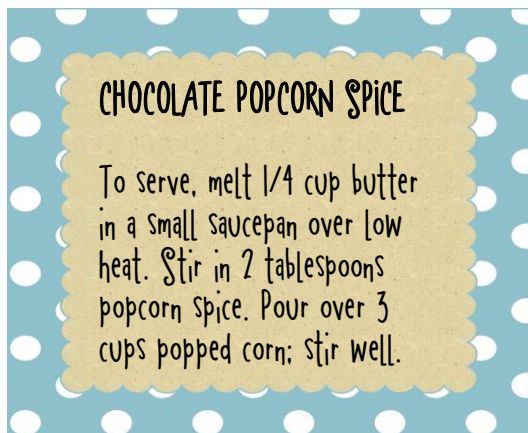 CHOCOLATE POPCORN SPICE
To serve, melt 1/4 cup butter
in a small saucepan over low
heat. Stir in 2 tablespoons
popcorn spice. Pour over 3
cups popped corn; stir well.